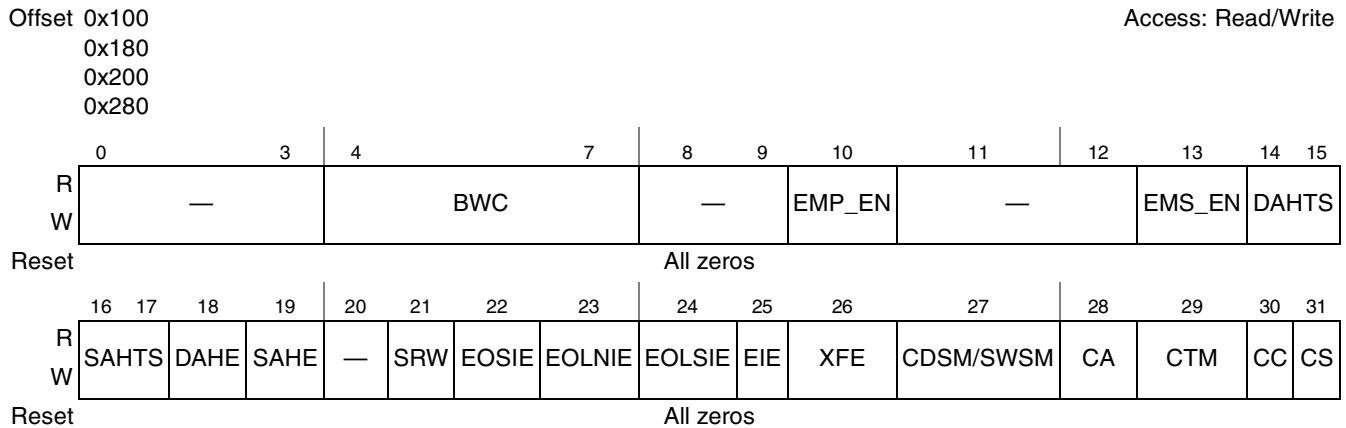 Offset 0x100 Access: Read/Write
0x180
0x200
0x280
0 3 4 7 8 9 10 11 12 13 14 15
R
W
— BWC — EMP_EN — EMS_EN DAHTS
Reset All zeros
16 17 18 19 20 21 22 23 24 25 26 27 28 29 30 31
R
W
SAHTS DAHE SAHE — SRW EOSIE EOLNIE EOLSIE EIE XFE CDSM/SWSM CA CTM CC CS
Reset All zeros